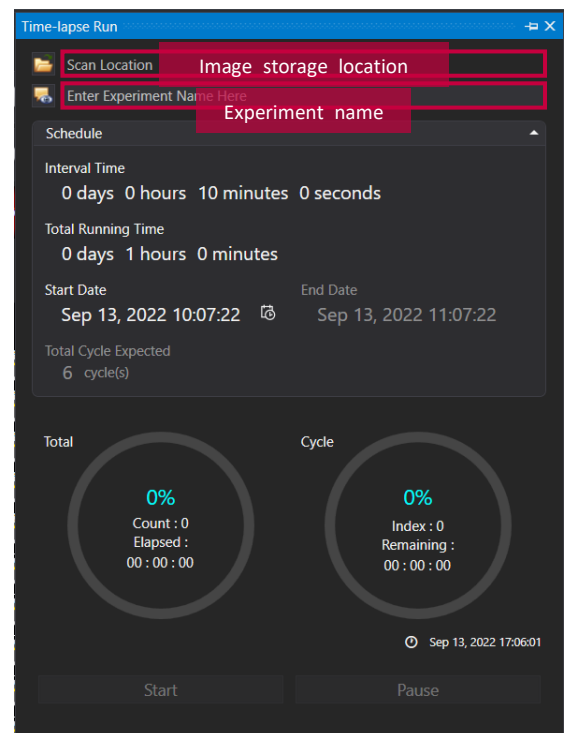 Time-lapse Run
Scan Location
Image storage location
Enter Experiment Name Here
Experiment name
Schedule
Interval Time
0 days 0 hours 10 minutes 0 seconds
Total Running Time
0 days 1 hours 0 minutes
Start Date End Date
Sep 13, 2022 10:07:22 Sep 13, 2022 11:07:22
Total Cycle Expected
6 cycle(s)
Total Cycle
0% 0%
Count : 0 Index : 0
Elapsed : Remaining :
00 : 00 : 00 00 : 00 : 00
Sep 13, 2022 17:06:01
Start Pause